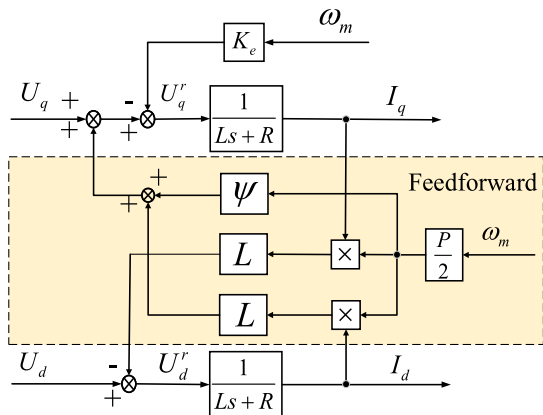 K_e
ω_m
U_q
+
+
-
+
U_q^r
1
Ls + R
I_q
Feedforward
+
+
ψ
P
2
ω_m
L
×
L
×
U_d
-
+
U_d^r
1
Ls + R
I_d